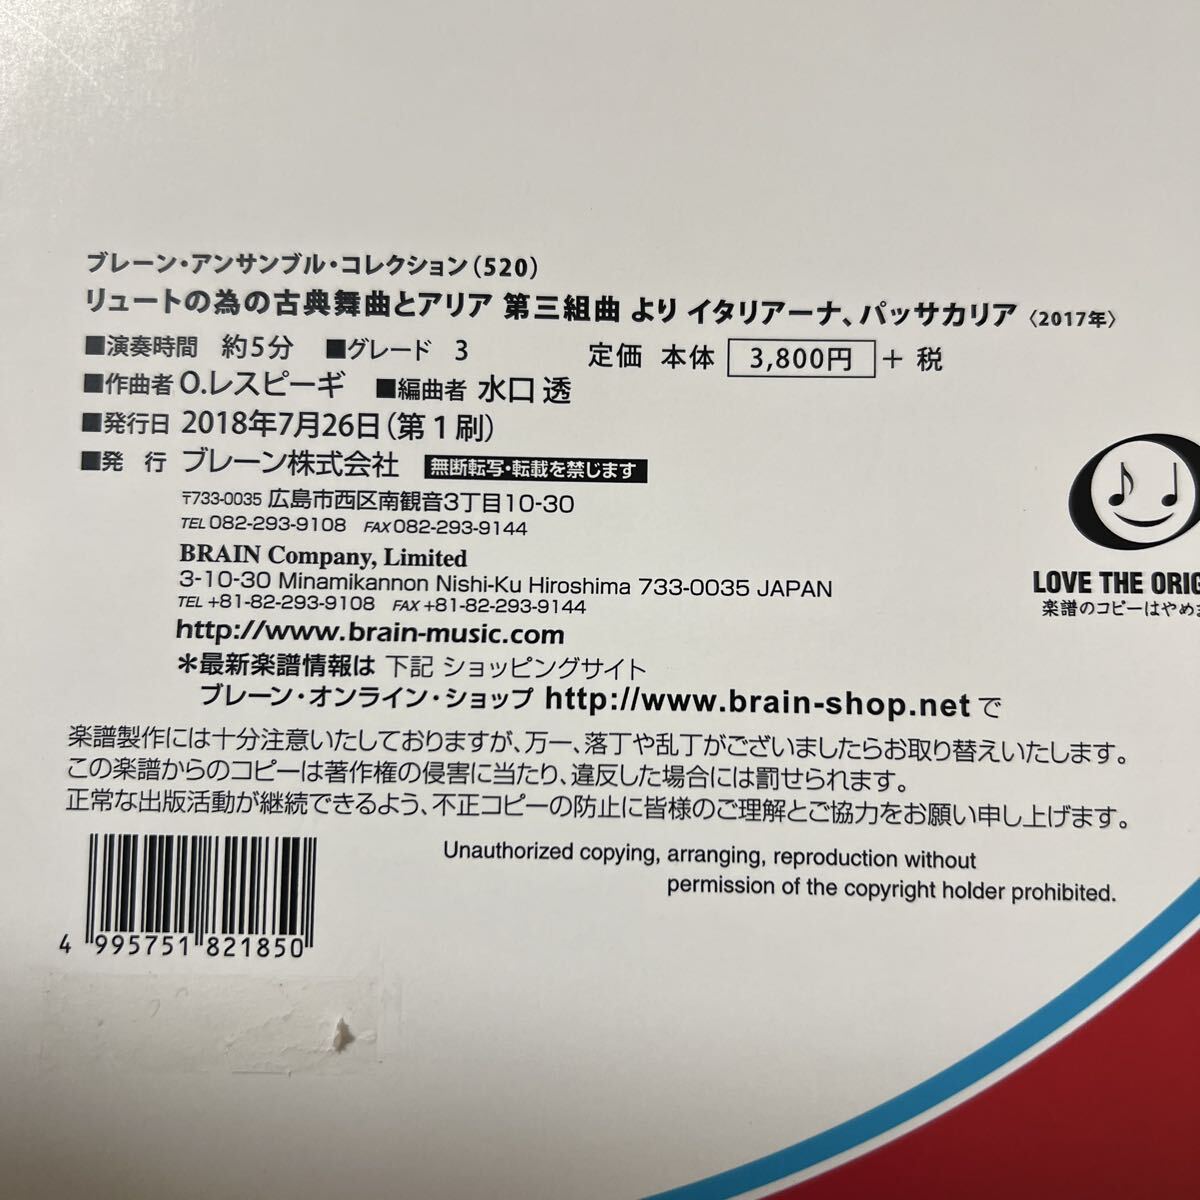 ブレーン・アンサンブル・コレクション(520)
リュートの為の古典舞曲とアリア 第三組曲 より イタリアーナ、パッサカリア〈2017年〉
■演奏時間 約5分 ■グレード 3 定価 本体 3,800円 + 税
■作曲者 O.レスピーギ ■編曲者 水口 透
■発行日 2018年7月26日(第1刷)
■発 行 ブレーン株式会社 無断転写・転載を禁じます
〒733-0035 広島市西区南観音3丁目10-30
TEL 082-293-9108 FAX 082-293-9144
BRAIN Company, Limited
3-10-30 Minamikannon Nishi-Ku Hiroshima 733-0035 JAPAN
TEL +81-82-293-9108 FAX +81-82-293-9144
http://www.brain-music.com
＊最新楽譜情報は 下記 ショッピングサイト
ブレーン・オンライン・ショップ http://www.brain-shop.net で
LOVE THE ORIG
楽譜のコピーはやめ
楽譜製作には十分注意いたしておりますが、万一、落丁や乱丁がございましたらお取り替えいたします。
この楽譜からのコピーは著作権の侵害に当たり、違反した場合には罰せられます。
正常な出版活動が継続できるよう、不正コピーの防止に皆様のご理解とご協力をお願い申し上げます。
Unauthorized copying, arranging, reproduction without
permission of the copyright holder prohibited.
4 995751 821850